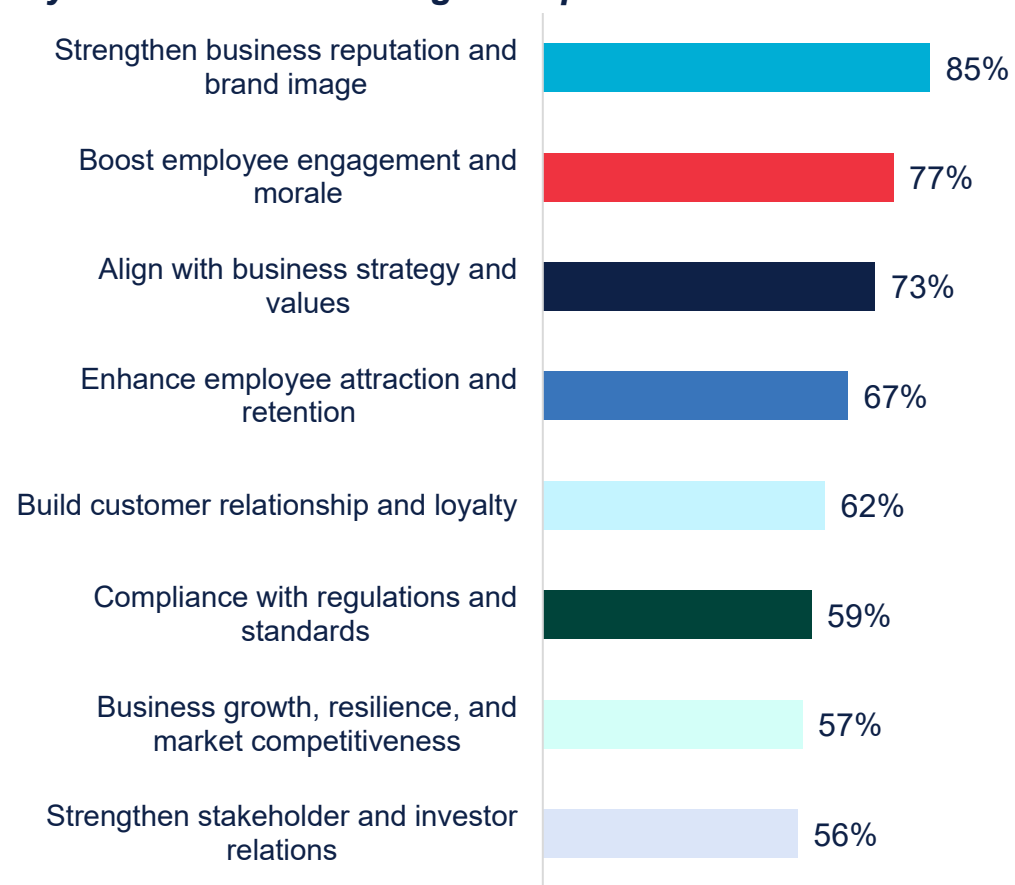 Strengthen business reputation and
brand image
85%
Boost employee engagement and
morale
77%
Align with business strategy and
values
73%
Enhance employee attraction and
retention
67%
Build customer relationship and loyalty
62%
Compliance with regulations and
standards
59%
Business growth, resilience, and
market competitiveness
57%
Strengthen stakeholder and investor
relations
56%